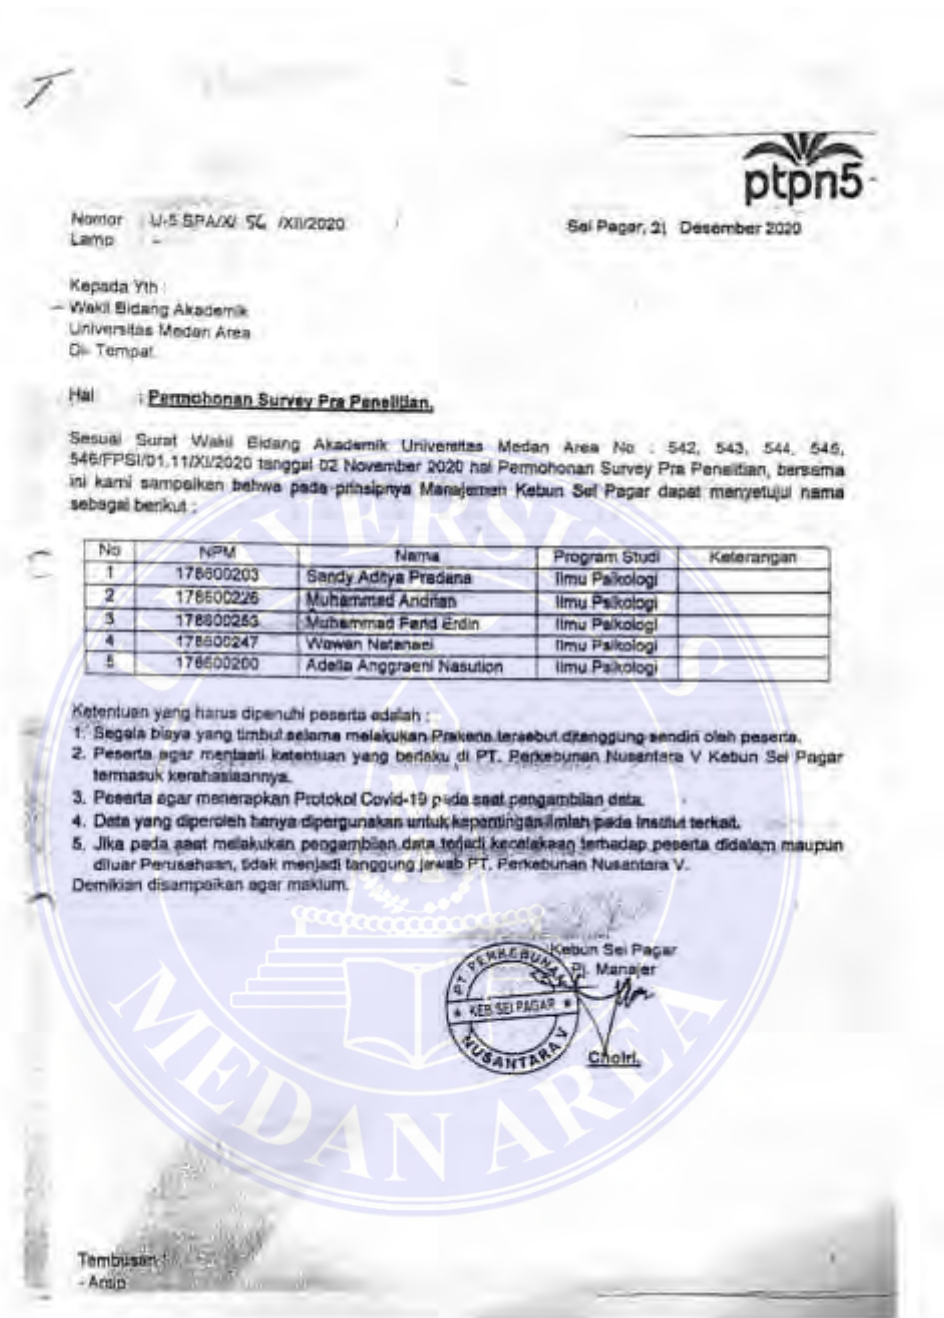 ptpn5
Nomor : U-5 SPA/X/ 56 /XII/2020
Sei Pagar, 21 Desember 2020
Lamp : -
Kepada Yth :
Wakil Bidang Akademik
Universitas Medan Area
Di- Tempat.
Hal : Permohonan Survey Pra Penelitian.
Sesuai Surat Wakil Bidang Akademik Universitas Medan Area No : 542, 543, 544, 545,
546/FPSI/01.11/XI/2020 tanggal 02 November 2020 hal Permohonan Survey Pra Penelitian, bersama
ini kami sampaikan bahwa pada prinsipnya Manajemen Kebun Sei Pagar dapat menyetujui nama
sebagai berikut :
No NPM Nama Program Studi Keterangan
1 178600203 Sandy Aditya Pradana Ilmu Psikologi
2 178600226 Muhammad Andrian Ilmu Psikologi
3 178600253 Muhammad Farid Erdin Ilmu Psikologi
4 178600247 Wawan Natanael Ilmu Psikologi
5 178600200 Adelia Anggraeni Nasution Ilmu Psikologi
Ketentuan yang harus dipenuhi peserta adalah :
1. Segala biaya yang timbul selama melakukan Prakerin tersebut ditanggung sendiri oleh peserta.
2. Peserta agar mentaati ketentuan yang berlaku di PT. Perkebunan Nusantara V Kebun Sei Pagar
termasuk kerahasiaannya.
3. Peserta agar menerapkan Protokol Covid-19 pada saat pengambilan data.
4. Data yang diperoleh hanya dipergunakan untuk kepentingan ilmiah pada Institut terkait.
5. Jika pada saat melakukan pengambilan data terjadi kecelakaan terhadap peserta didalam maupun
diluar Perusahaan, tidak menjadi tanggung jawab PT. Perkebunan Nusantara V.
Demikian disampaikan agar maklum.
Kebun Sei Pagar
Pj. Manajer
PT. PERKEBUNAN
KEB SEI PAGAR
NUSANTARA V
Choiri.
UNIVERSITAS
MEDAN AREA
Tembusan :
- Arsip